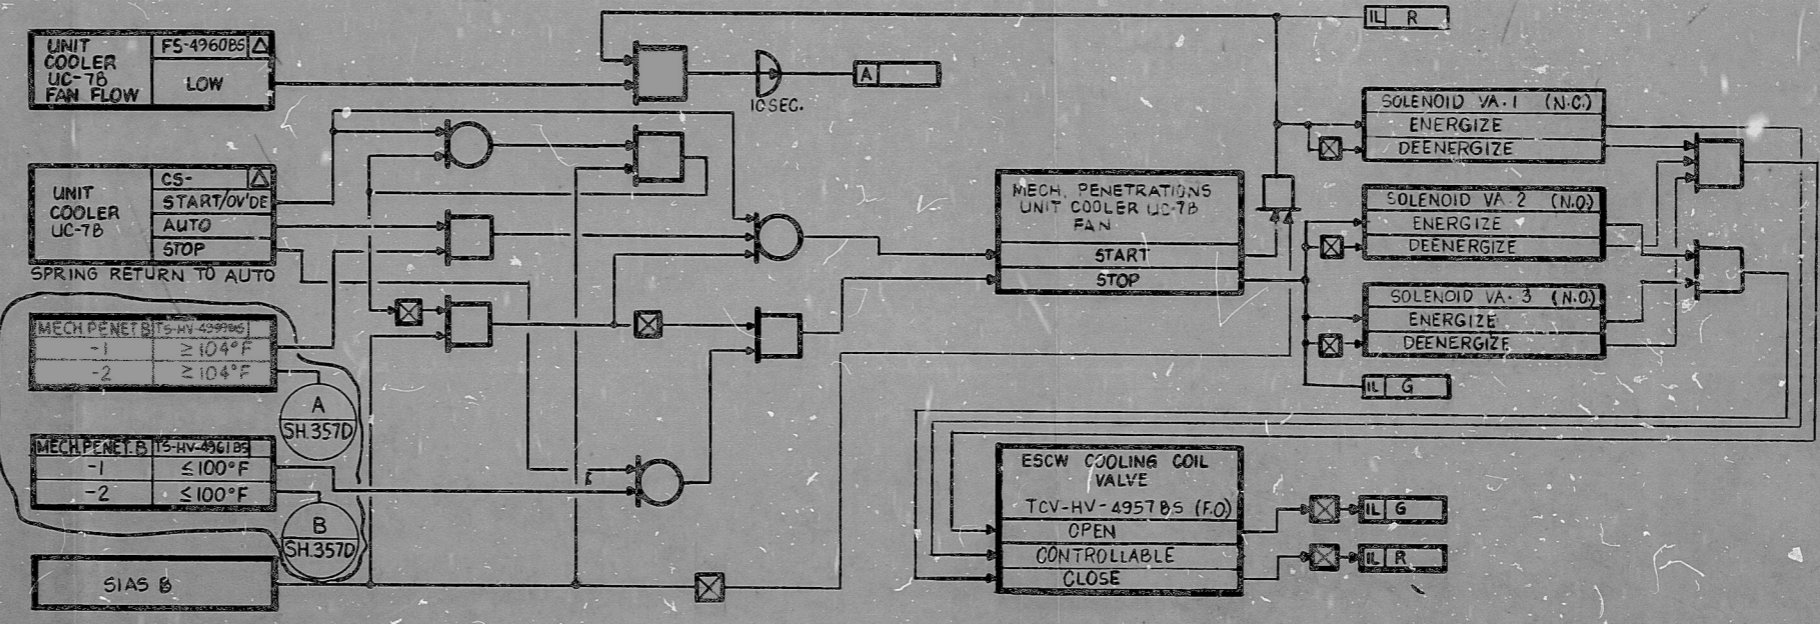 UNIT
COOLER
UC-7B
FAN FLOW
FS-4960BS
LOW
10SEC.
A
IL R
UNIT
COOLER
UC-7B
CS-
START/OV'DE
AUTO
STOP
SPRING RETURN TO AUTO
MECH. PENET. B
-1 ≥104°F
-2 ≥104°F
A
SH.357D
MECH.PENET. B TS-HV-4961BS
-1 ≤100°F
-2 ≤100°F
B
SH.357D
SIAS B
MECH. PENETRATIONS
UNIT COOLER UC-7B
FAN
START
STOP
SOLENOID VA-1 (N.C.)
ENERGIZE
DEENERGIZE
SOLENOID VA-2 (N.O.)
ENERGIZE
DEENERGIZE
SOLENOID VA-3 (N.O.)
ENERGIZE
DEENERGIZE
IL G
ESCW COOLING COIL
VALVE
TCV-HV-4957BS (F.O.)
OPEN
CONTROLLABLE
CLOSE
IL G
IL R